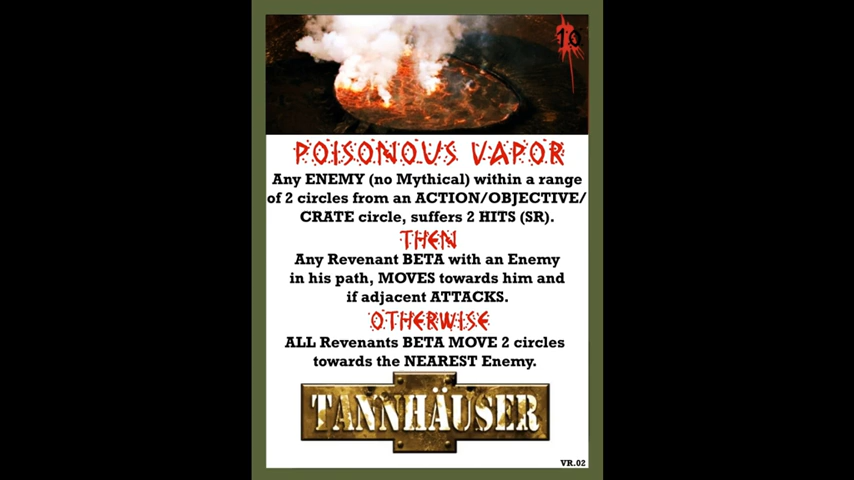 10
POISONOUS VAPOR
Any ENEMY (no Mythical) within a range
of 2 circles from an ACTION/OBJECTIVE/
CRATE circle, suffers 2 HITS (SR).
THEN
Any Revenant BETA with an Enemy
in his path, MOVES towards him and
if adjacent ATTACKS.
OTHERWISE
ALL Revenants BETA MOVE 2 circles
towards the NEAREST Enemy.
TANNHÄUSER
VR.02